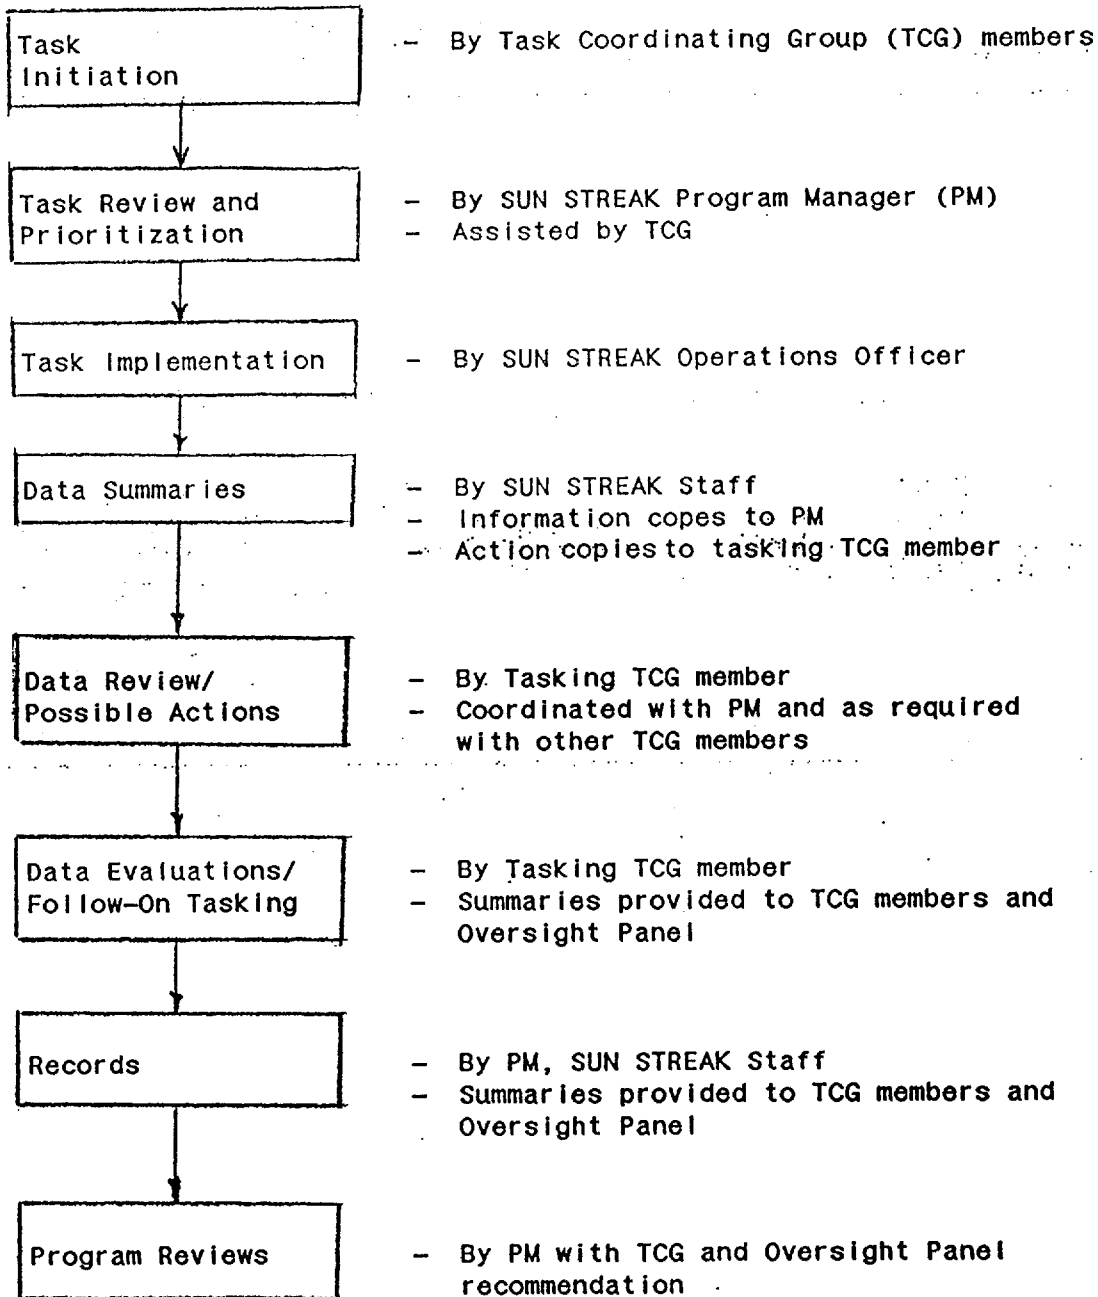 Task
Initiation
- By Task Coordinating Group (TCG) members
Task Review and
Prioritization
- By SUN STREAK Program Manager (PM)
- Assisted by TCG
Task Implementation
- By SUN STREAK Operations Officer
Data Summaries
- By SUN STREAK Staff
- Information copes to PM
- Action copies to tasking TCG member
Data Review/
Possible Actions
- By Tasking TCG member
- Coordinated with PM and as required
with other TCG members
Data Evaluations/
Follow-On Tasking
- By Tasking TCG member
- Summaries provided to TCG members and
Oversight Panel
Records
- By PM, SUN STREAK Staff
- Summaries provided to TCG members and
Oversight Panel
Program Reviews
- By PM with TCG and Oversight Panel
recommendation